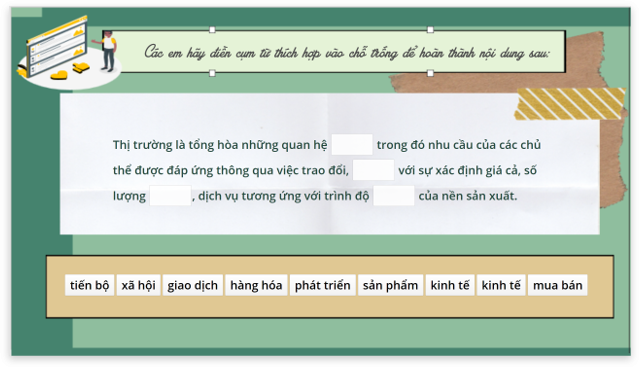 Các em hãy điền cụm từ thích hợp vào chỗ trống để hoàn thành nội dung sau:
Thị trường là tổng hòa những quan hệ trong đó nhu cầu của các chủ
thể được đáp ứng thông qua việc trao đổi, với sự xác định giá cả, số
lượng , dịch vụ tương ứng với trình độ của nền sản xuất.
tiến bộ xã hội giao dịch hàng hóa phát triển sản phẩm kinh tế kinh tế mua bán